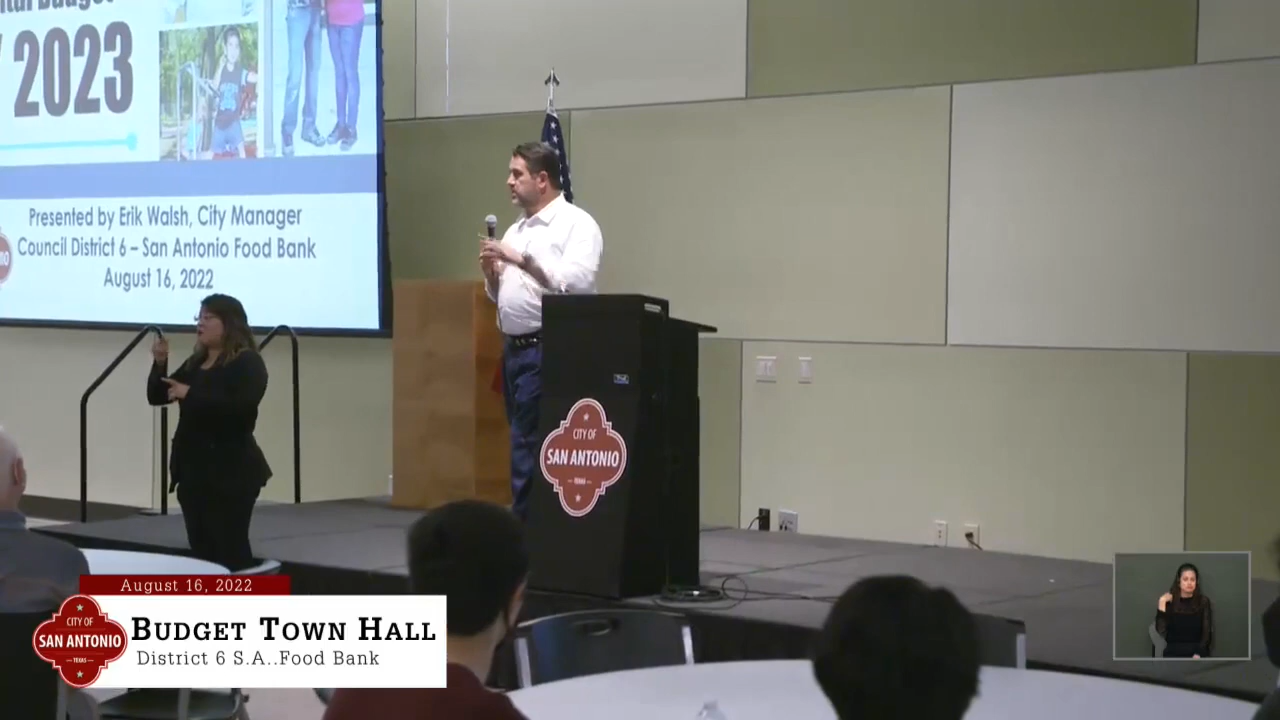 2023
Presented by Erik Walsh, City Manager
Council District 6 – San Antonio Food Bank
August 16, 2022
CITY OF
SAN ANTONIO
TEXAS
August 16, 2022
CITY OF
SAN ANTONIO
TEXAS
BUDGET TOWN HALL
District 6 S.A..Food Bank